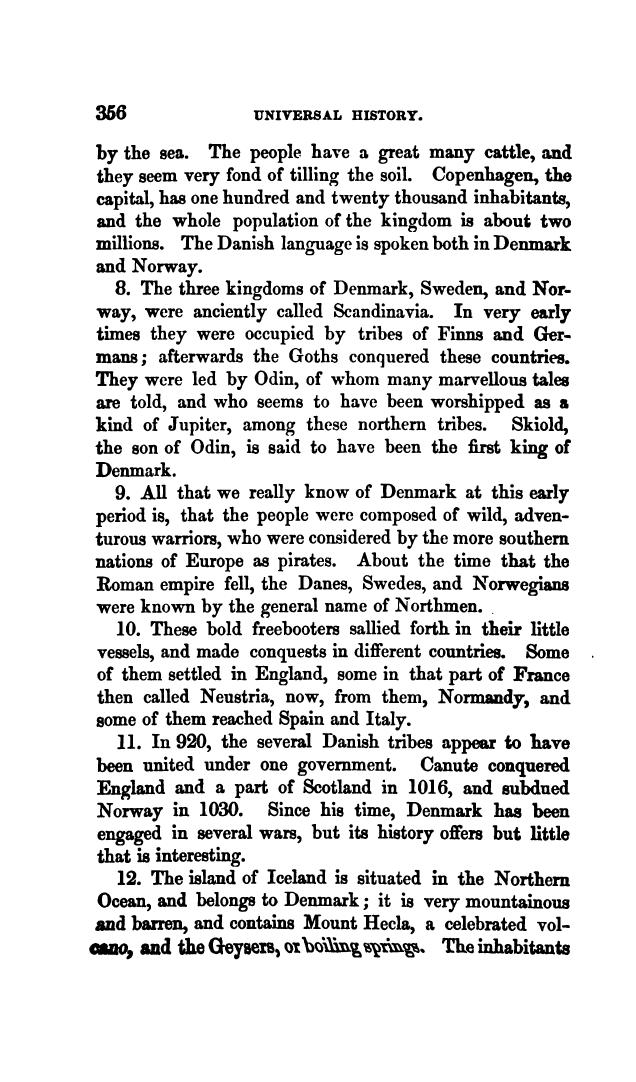 356 UNIVERSAL HISTORY.
by the sea. The people have a great many cattle, and
they seem very fond of tilling the soil. Copenhagen, the
capital, has one hundred and twenty thousand inhabitants,
and the whole population of the kingdom is about two
millions. The Danish language is spoken both in Denmark
and Norway.
8. The three kingdoms of Denmark, Sweden, and Nor-
way, were anciently called Scandinavia. In very early
times they were occupied by tribes of Finns and Ger-
mans; afterwards the Goths conquered these countries.
They were led by Odin, of whom many marvellous tales
are told, and who seems to have been worshipped as a
kind of Jupiter, among these northern tribes. Skiold,
the son of Odin, is said to have been the first king of
Denmark.
9. All that we really know of Denmark at this early
period is, that the people were composed of wild, adven-
turous warriors, who were considered by the more southern
nations of Europe as pirates. About the time that the
Roman empire fell, the Danes, Swedes, and Norwegians
were known by the general name of Northmen.
10. These bold freebooters sallied forth in their little
vessels, and made conquests in different countries. Some
of them settled in England, some in that part of France
then called Neustria, now, from them, Normandy, and
some of them reached Spain and Italy.
11. In 920, the several Danish tribes appear to have
been united under one government. Canute conquered
England and a part of Scotland in 1016, and subdued
Norway in 1030. Since his time, Denmark has been
engaged in several wars, but its history offers but little
that is interesting.
12. The island of Iceland is situated in the Northern
Ocean, and belongs to Denmark; it is very mountainous
and barren, and contains Mount Hecla, a celebrated vol-
cano, and the Geysers, or boiling springs. The inhabitants